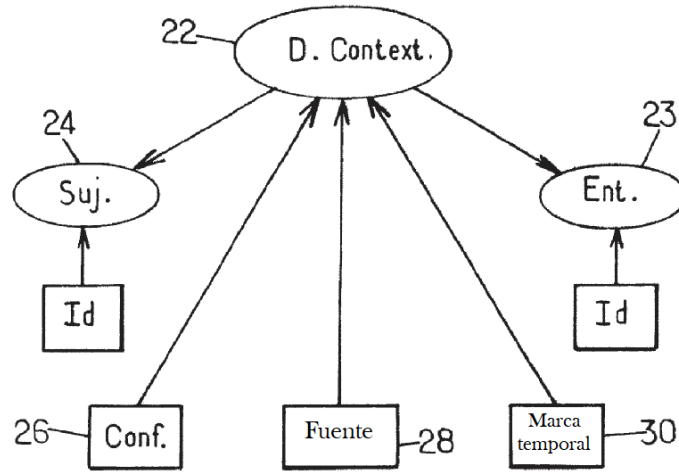 22
D. Context.
24
23
Suj.
Ent.
Id
Id
26
Conf.
Fuente
28
Marca
temporal
30